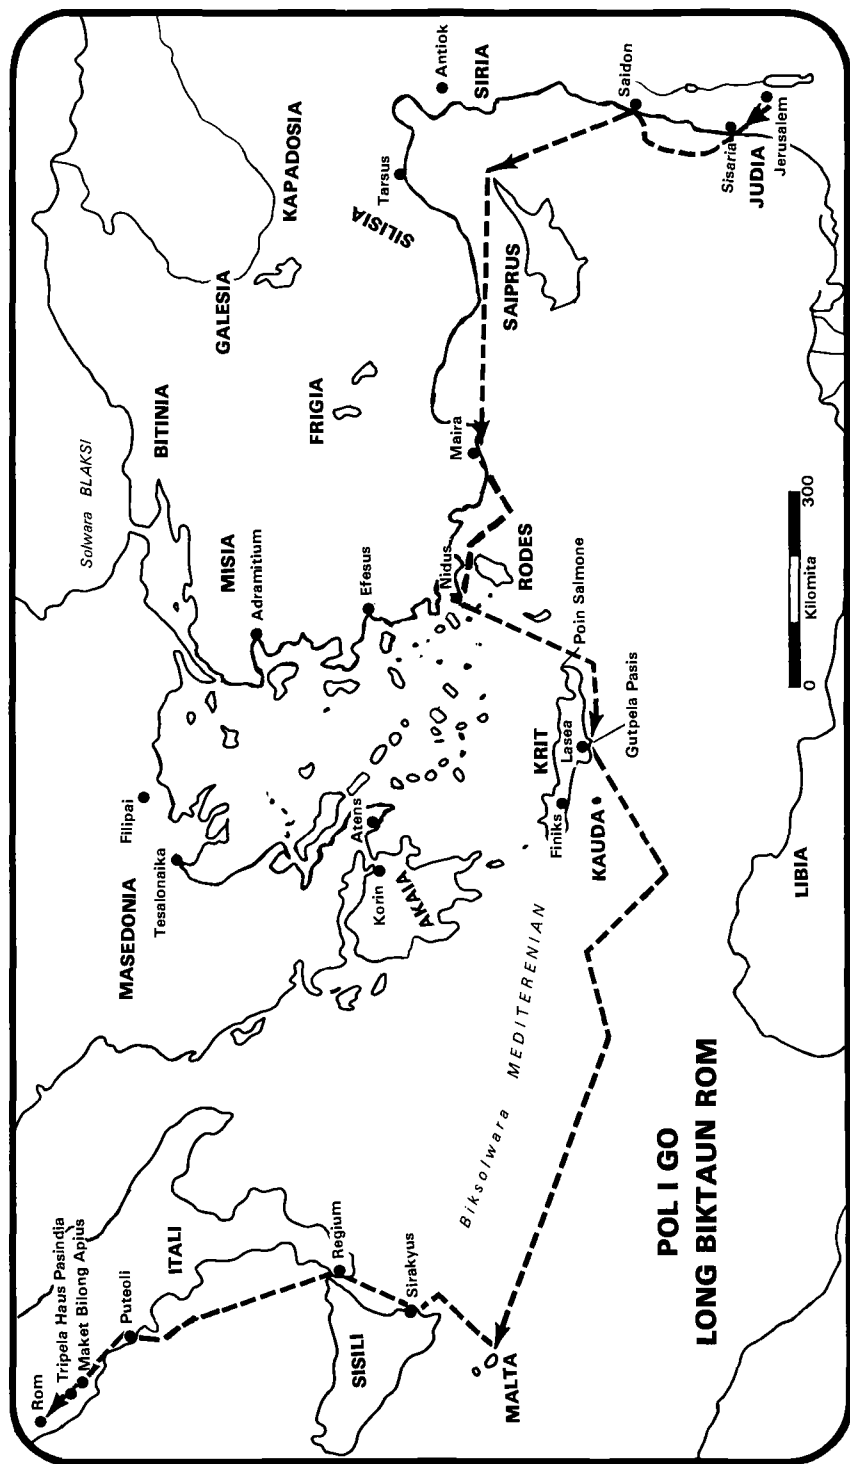 POL I GO
LONG BIKTAUN ROM
Rom
Tripela Haus Pasindia
Maket Bilong Apius
Puteoli
ITALI
Regium
SISILI
Sirakyus
MALTA
MASEDONIA
Filipai
Tesalonaika
Atens
Korin
AKAIA
Biksolwara MEDITERENIAN
KRIT
Lasea
Finiks
KAUDA
Gutpela Pasis
Poin Salmone
LIBIA
Solwara BLAKSI
BITINIA
MISIA
Adramitium
Efesus
Nidus
RODES
FRIGIA
Maira
GALESIA
KAPADOSIA
SILISIA
Tarsus
SAIPRUS
Antiok
SIRIA
Saidon
Sisaria
JUDIA
Jerusalem
0 300
Kilomita